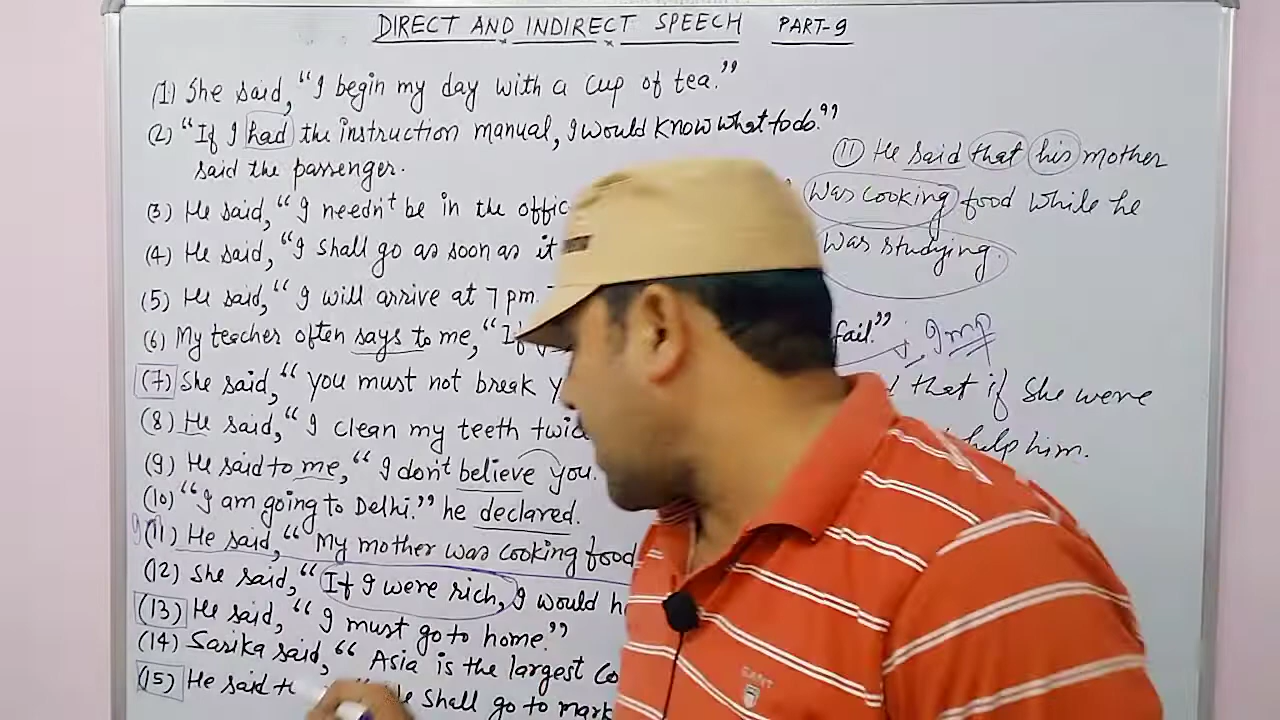 DIRECT AND INDIRECT SPEECH PART-9
(1) She said, "I begin my day with a cup of tea."
(2) "If I had the instruction manual, I would know what to do."
said the passenger.
(3) He said, "I needn't be in the offic
(4) He said, "I shall go as soon as it
(5) He said, "I will arrive at 7 pm.
(6) My teacher often says to me, "If
(7) She said, "you must not break y
(8) He said, "I clean my teeth twic
(9) He said to me, "I don't believe you.
(10) "I am going to Delhi." he declared.
(11) He said, "My mother was cooking food
(12) She said, "If I were rich, I would h
(13) He said, "I must go to home."
(14) Sarika said, "Asia is the largest Co
(15) He said t shall go to mark
(11) He said that his mother
was cooking food while he
was studying.
fail." Imp
that if she were
help him.
GANT